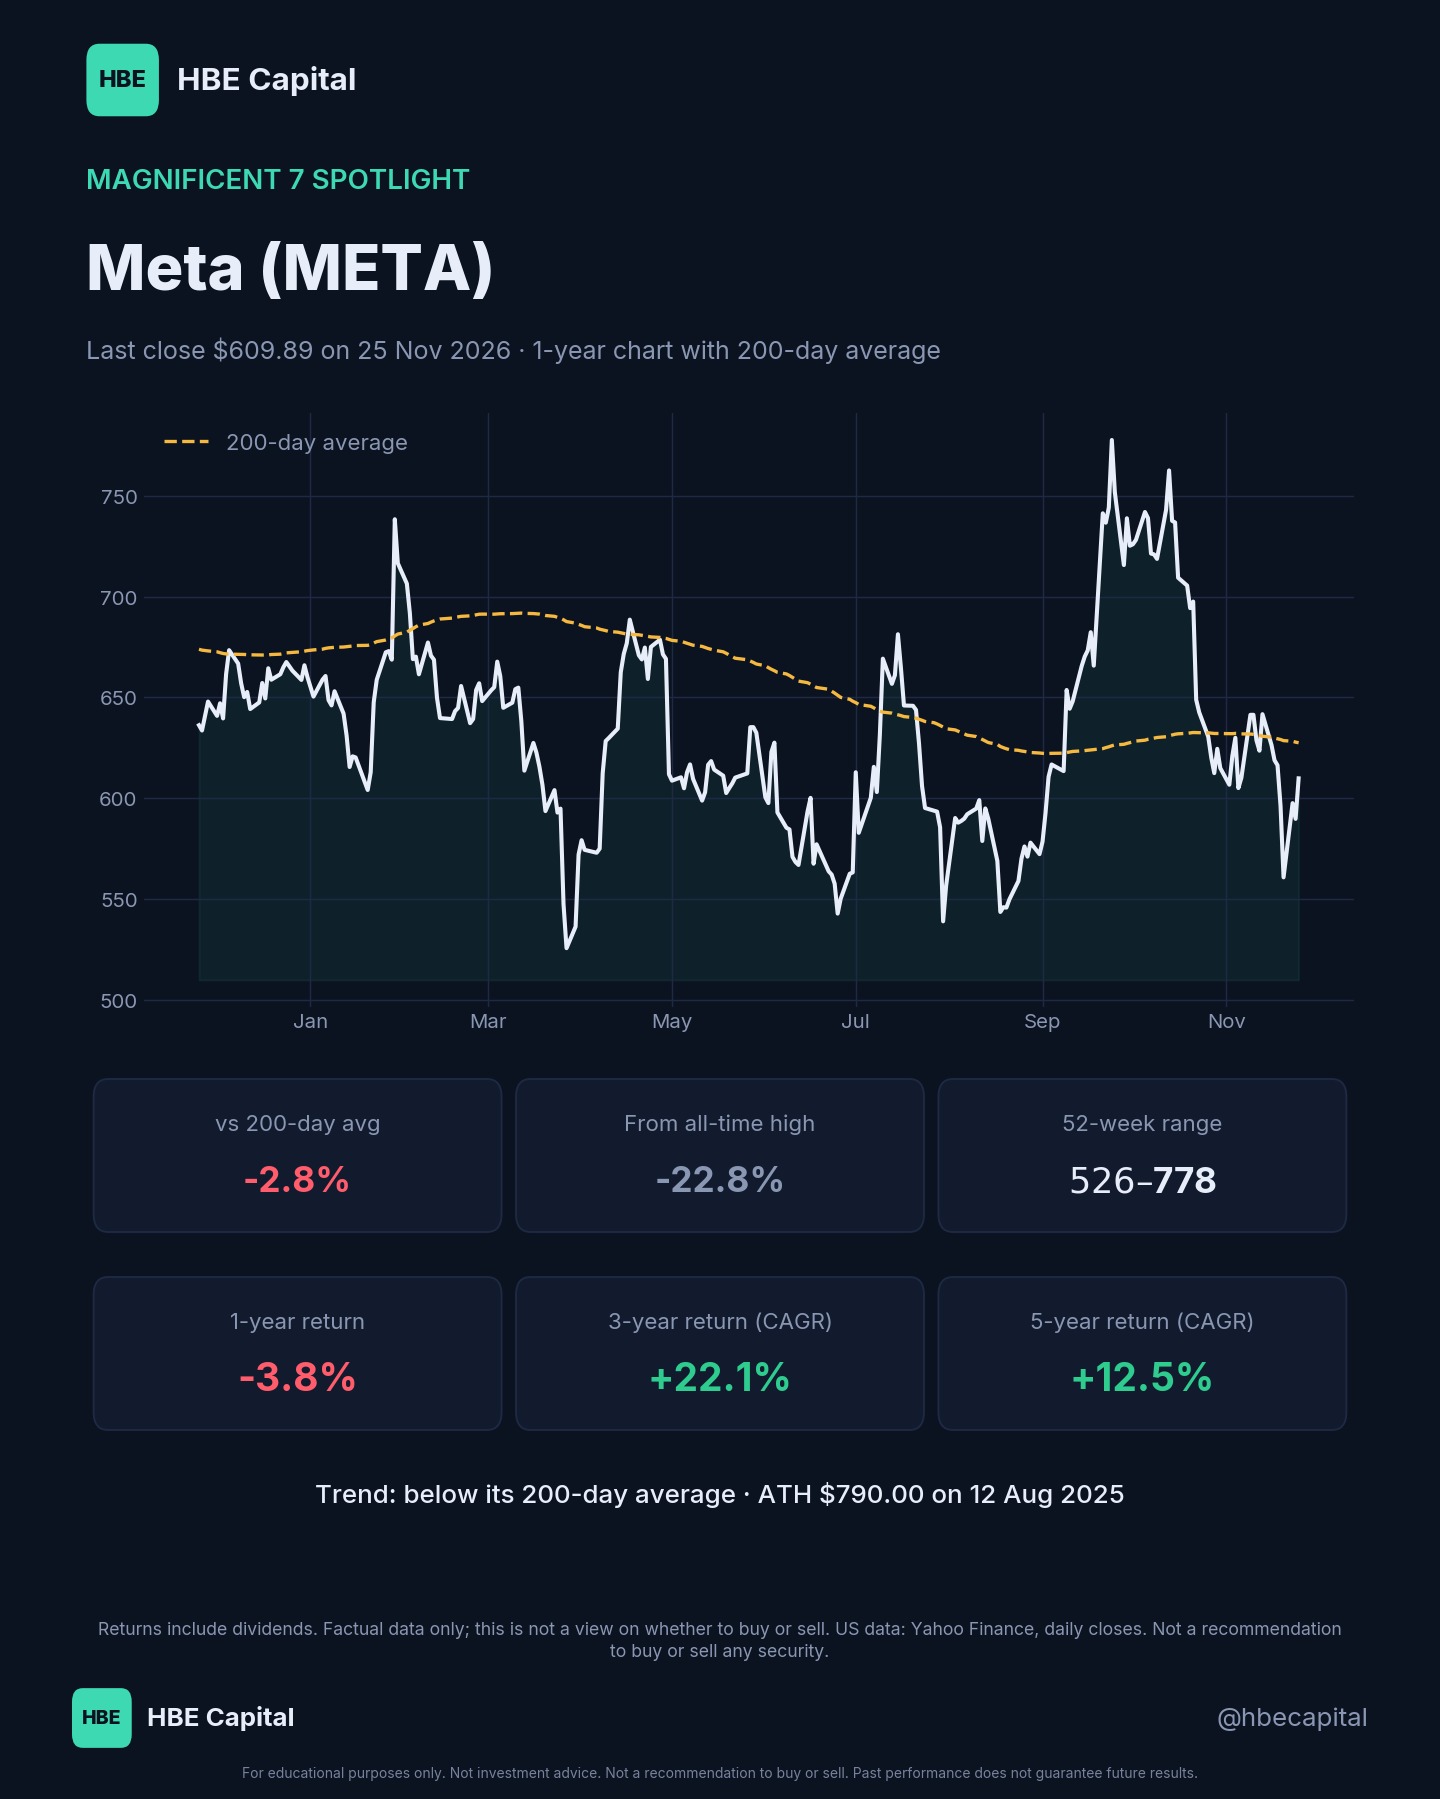 HBE HBE Capital
MAGNIFICENT 7 SPOTLIGHT
Meta (META)
Last close $609.89 on 25 Nov 2026 · 1-year chart with 200-day average
200-day average
750
700
650
600
550
500
Jan Mar May Jul Sep Nov
vs 200-day avg
-2.8%
From all-time high
-22.8%
52-week range
526–778
1-year return
-3.8%
3-year return (CAGR)
+22.1%
5-year return (CAGR)
+12.5%
Trend: below its 200-day average · ATH $790.00 on 12 Aug 2025
Returns include dividends. Factual data only; this is not a view on whether to buy or sell. US data: Yahoo Finance, daily closes. Not a recommendation
to buy or sell any security.
HBE HBE Capital
@hbecapital
For educational purposes only. Not investment advice. Not a recommendation to buy or sell. Past performance does not guarantee future results.